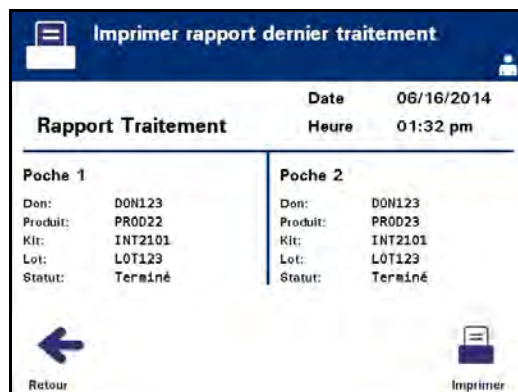 Imprimer rapport dernier traitement
Date 06/16/2014
Rapport Traitement
Heure 01:32 pm
Poche 1
Don: DON123
Produit: PROD22
Kit: INT2101
Lot: LOT123
Statut: Terminé
Poche 2
Don: DON123
Produit: PROD23
Kit: INT2101
Lot: LOT123
Statut: Terminé
Retour
Imprimer